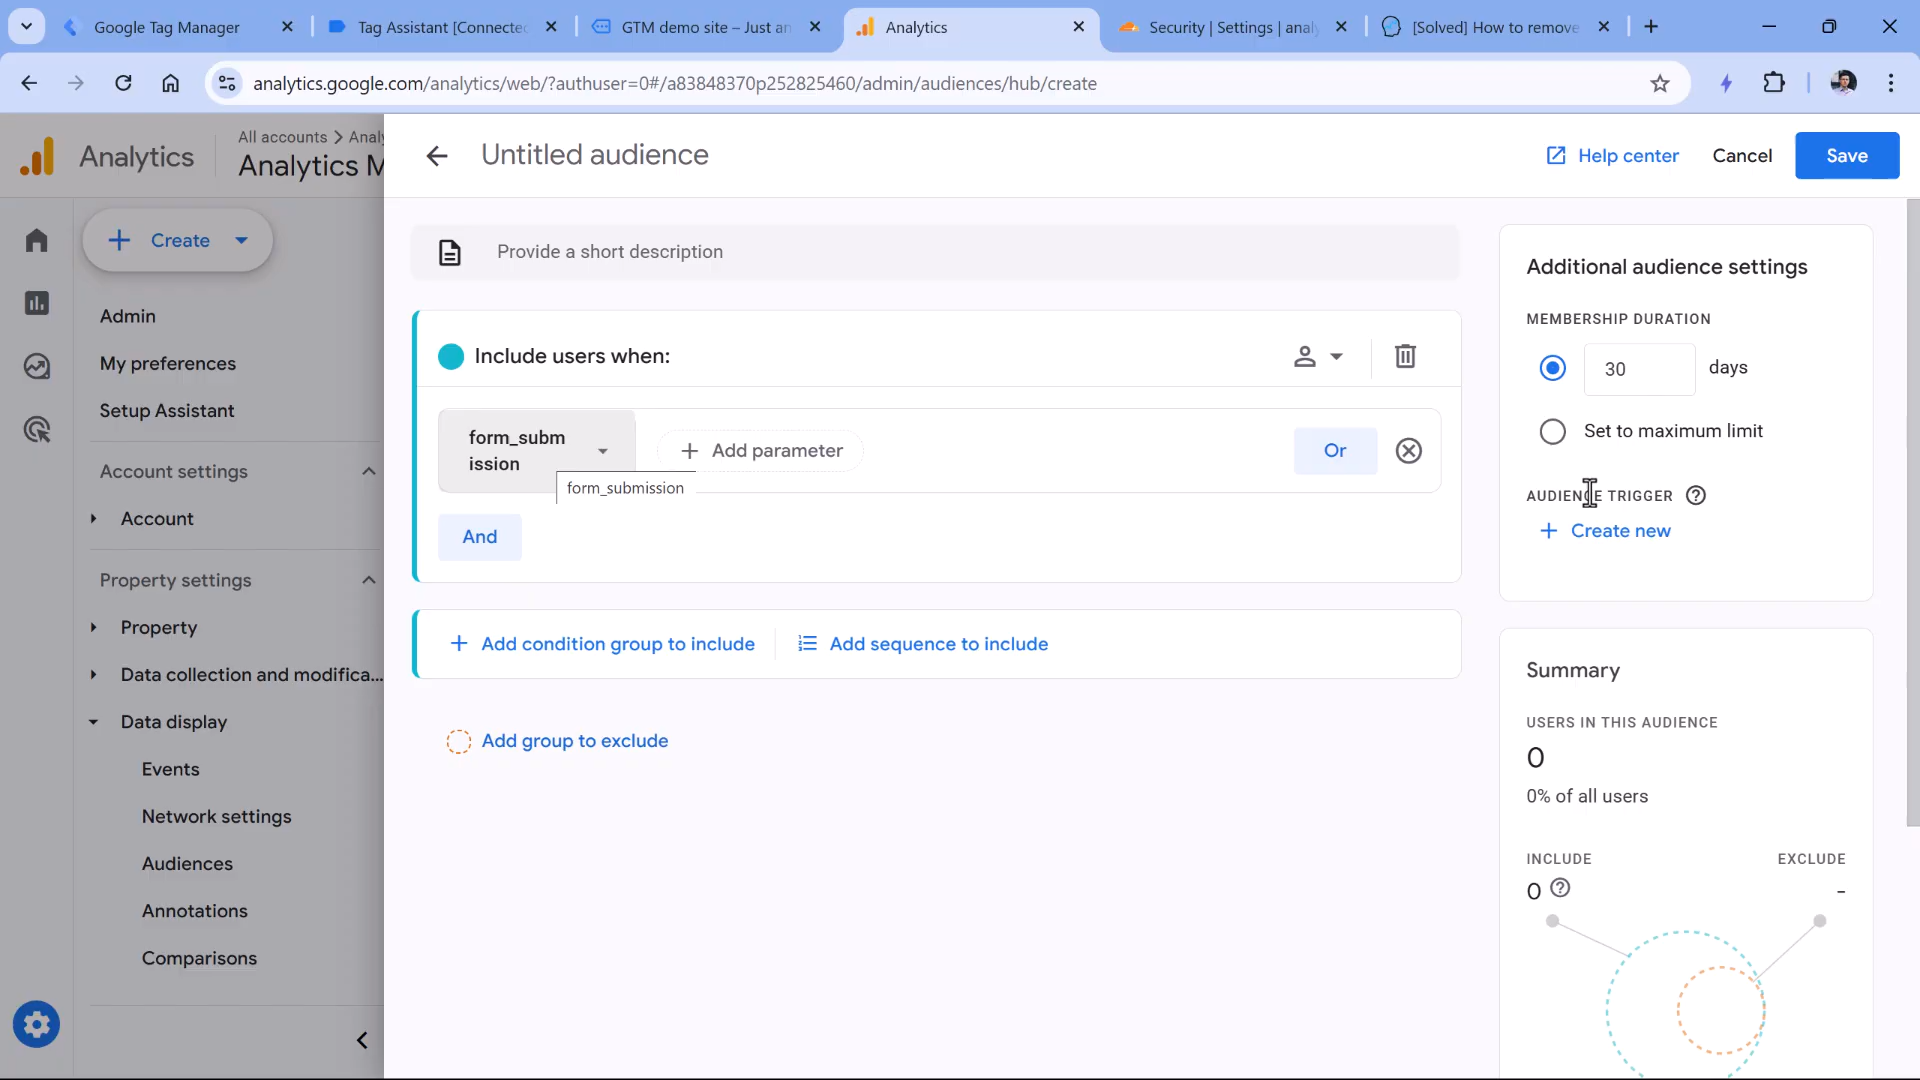 Google Tag Manager
Tag Assistant [Connecte
GTM demo site – Just an
Analytics
Security | Settings | analy
[Solved] How to remove
analytics.google.com/analytics/web/?authuser=0#/a83848370p252825460/admin/audiences/hub/create
Analytics
All accounts > Analy
Analytics M
Untitled audience
Help center
Cancel
Save
Create
Admin
My preferences
Setup Assistant
Account settings
Account
Property settings
Property
Data collection and modifica...
Data display
Events
Network settings
Audiences
Annotations
Comparisons
Provide a short description
Include users when:
form_subm
ission
Add parameter
Or
form_submission
And
Add condition group to include
Add sequence to include
Add group to exclude
Additional audience settings
MEMBERSHIP DURATION
30 days
Set to maximum limit
AUDIENCE TRIGGER
Create new
Summary
USERS IN THIS AUDIENCE
0
0% of all users
INCLUDE EXCLUDE
0 -